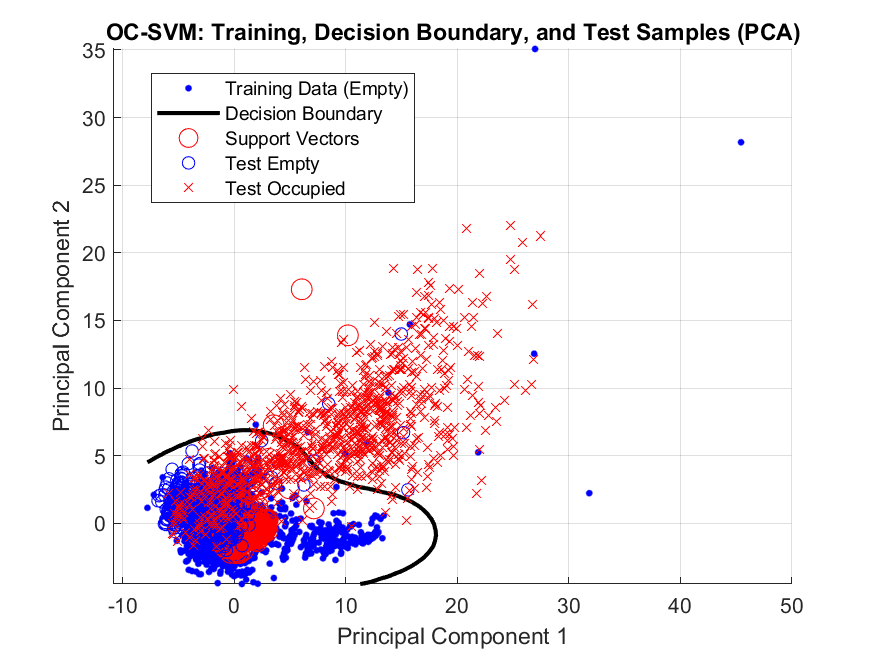 OC-SVM: Training, Decision Boundary, and Test Samples (PCA)
35
30
25
20
15
10
5
0
Principal Component 2
Training Data (Empty)
Decision Boundary
Support Vectors
Test Empty
Test Occupied
-10 0 10 20 30 40 50
Principal Component 1